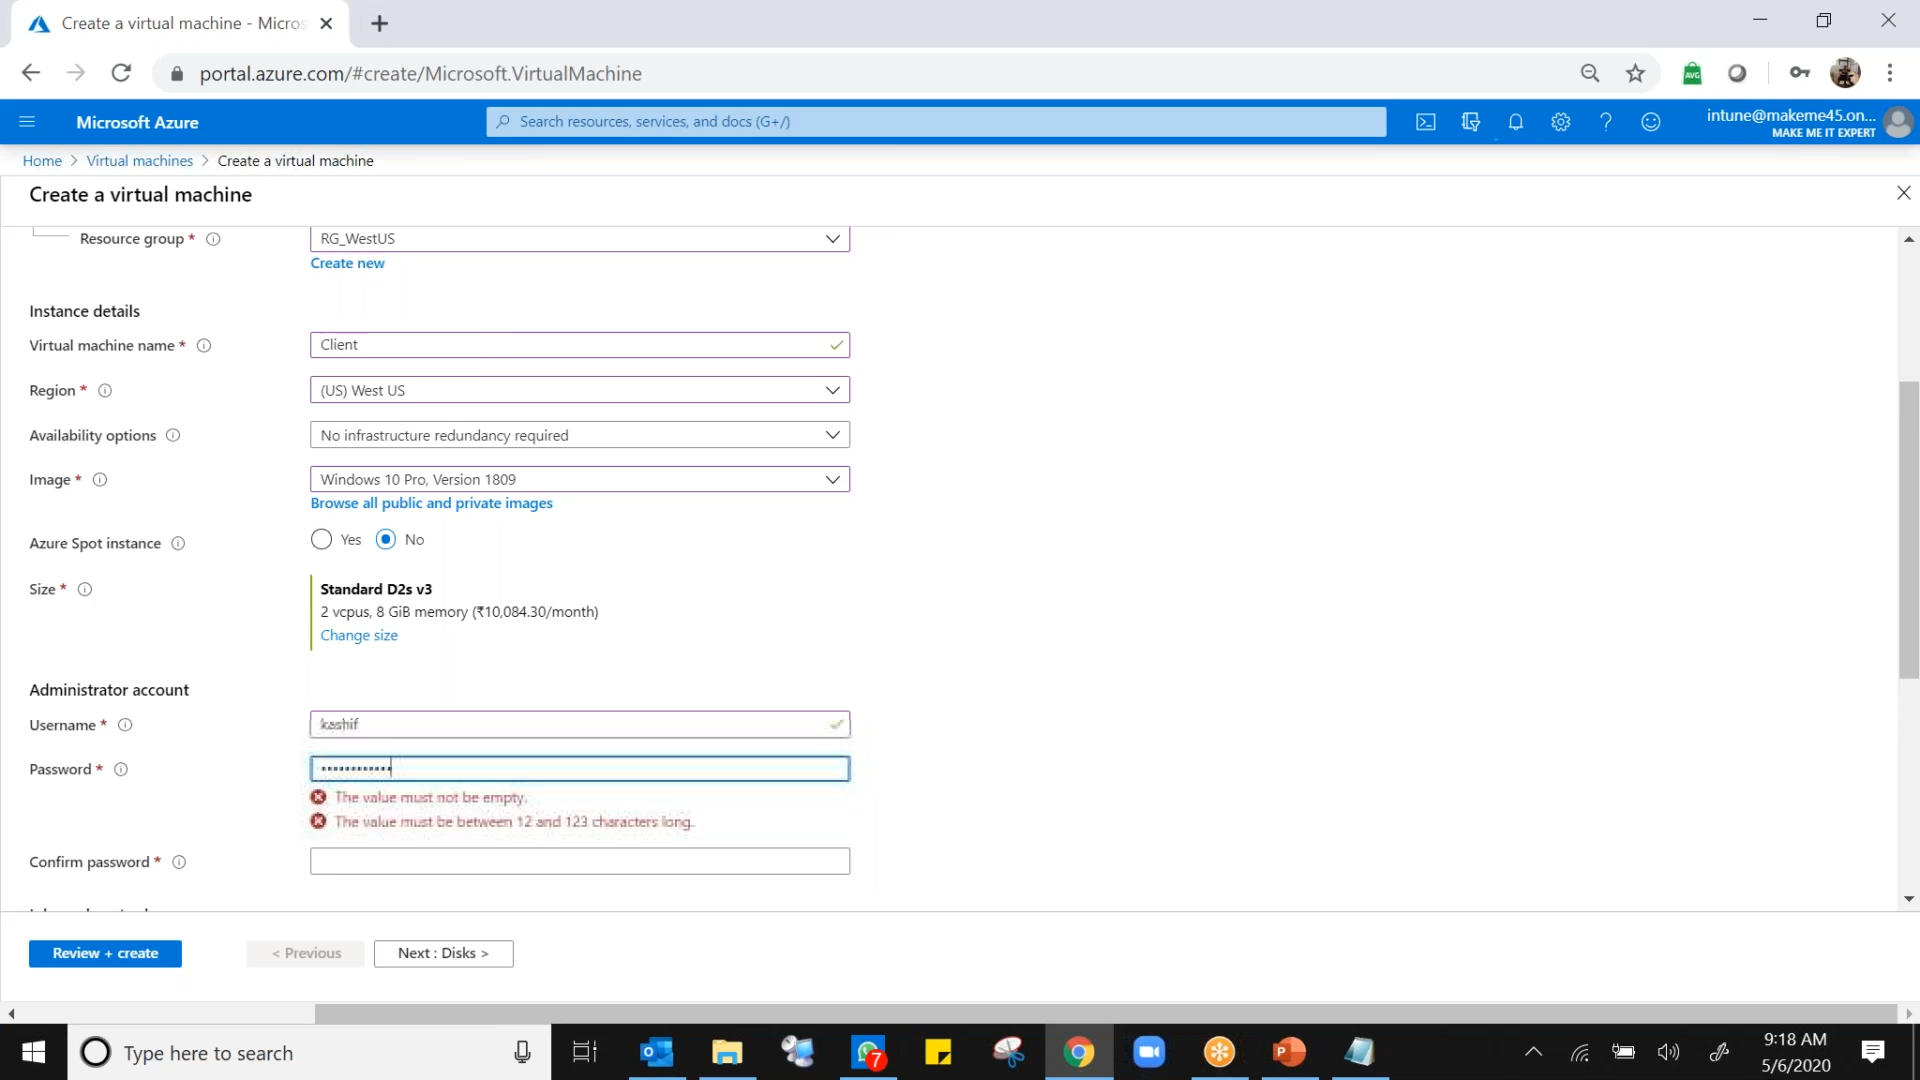 Create a virtual machine - Micros
portal.azure.com/#create/Microsoft.VirtualMachine
AVG
Microsoft Azure
Search resources, services, and docs (G+/)
intune@makeme45.on...
MAKE ME IT EXPERT
Home > Virtual machines > Create a virtual machine
Create a virtual machine
Resource group *
RG_WestUS
Create new
Instance details
Virtual machine name *
Client
Region *
(US) West US
Availability options
No infrastructure redundancy required
Image *
Windows 10 Pro, Version 1809
Browse all public and private images
Azure Spot instance
Yes No
Size *
Standard D2s v3
2 vcpus, 8 GiB memory (₹10,084.30/month)
Change size
Administrator account
Username *
kashif
Password *
••••••••••••
The value must not be empty.
The value must be between 12 and 123 characters long.
Confirm password *
Review + create
< Previous
Next : Disks >
Type here to search
7
9:18 AM
5/6/2020